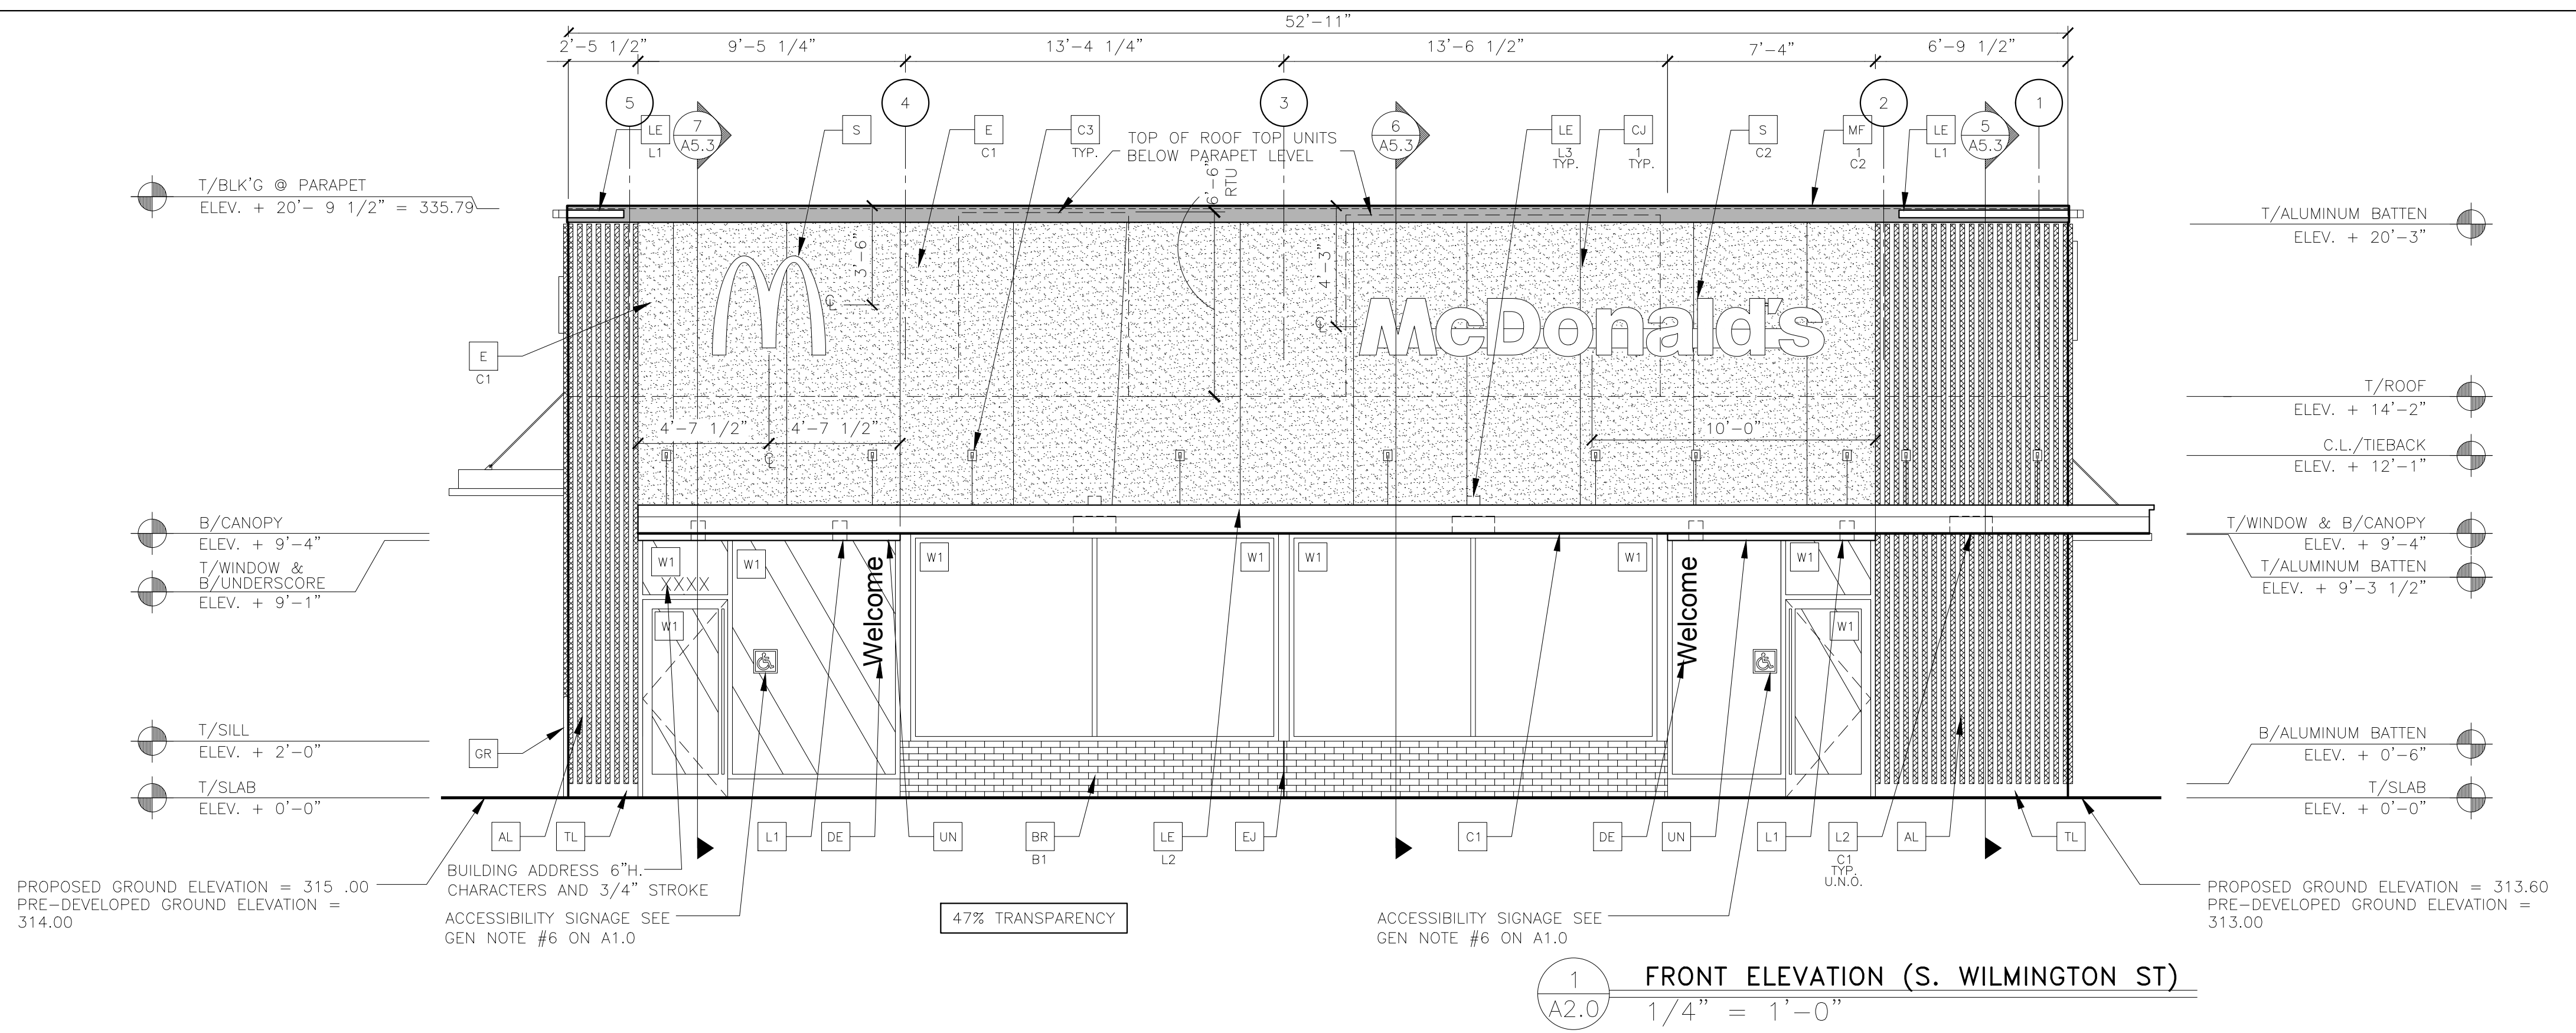 52'-11"
2'-5 1/2" 9'-5 1/4" 13'-4 1/4" 13'-6 1/2" 7'-4" 6'-9 1/2"
5 4 3 2 1
LE
L1
7
A5.3
S
E
C1
C3
TYP.
TOP OF ROOF TOP UNITS
BELOW PARAPET LEVEL
6
A5.3
LE
L3
TYP.
CJ
1
TYP.
S
C2
MF
1
C2
LE
L1
5
A5.3
T/BLK'G @ PARAPET
ELEV. + 20'- 9 1/2" = 335.79
T/ALUMINUM BATTEN
ELEV. + 20'-3"
6'-6"
RTU
3'-6"
4'-3"
McDonald's
E
C1
T/ROOF
ELEV. + 14'-2"
4'-7 1/2" 4'-7 1/2"
10'-0"
C.L./TIEBACK
ELEV. + 12'-1"
B/CANOPY
ELEV. + 9'-4"
T/WINDOW &
B/UNDERSCORE
ELEV. + 9'-1"
T/WINDOW & B/CANOPY
ELEV. + 9'-4"
T/ALUMINUM BATTEN
ELEV. + 9'-3 1/2"
W1 W1 W1 W1 W1 W1 W1
XXXX
W1 W1
Welcome
Welcome
T/SILL
ELEV. + 2'-0"
T/SLAB
ELEV. + 0'-0"
GR
B/ALUMINUM BATTEN
ELEV. + 0'-6"
T/SLAB
ELEV. + 0'-0"
AL TL L1 DE UN
BR
B1
LE
L2
EJ C1 DE UN L1
L2
C1
TYP.
U.N.O.
AL TL
PROPOSED GROUND ELEVATION = 315 .00
PRE-DEVELOPED GROUND ELEVATION =
314.00
BUILDING ADDRESS 6"H.
CHARACTERS AND 3/4" STROKE
ACCESSIBILITY SIGNAGE SEE
GEN NOTE #6 ON A1.0
47% TRANSPARENCY
ACCESSIBILITY SIGNAGE SEE
GEN NOTE #6 ON A1.0
PROPOSED GROUND ELEVATION = 313.60
PRE-DEVELOPED GROUND ELEVATION =
313.00
1
A2.0
FRONT ELEVATION (S. WILMINGTON ST)
1/4" = 1'-0"